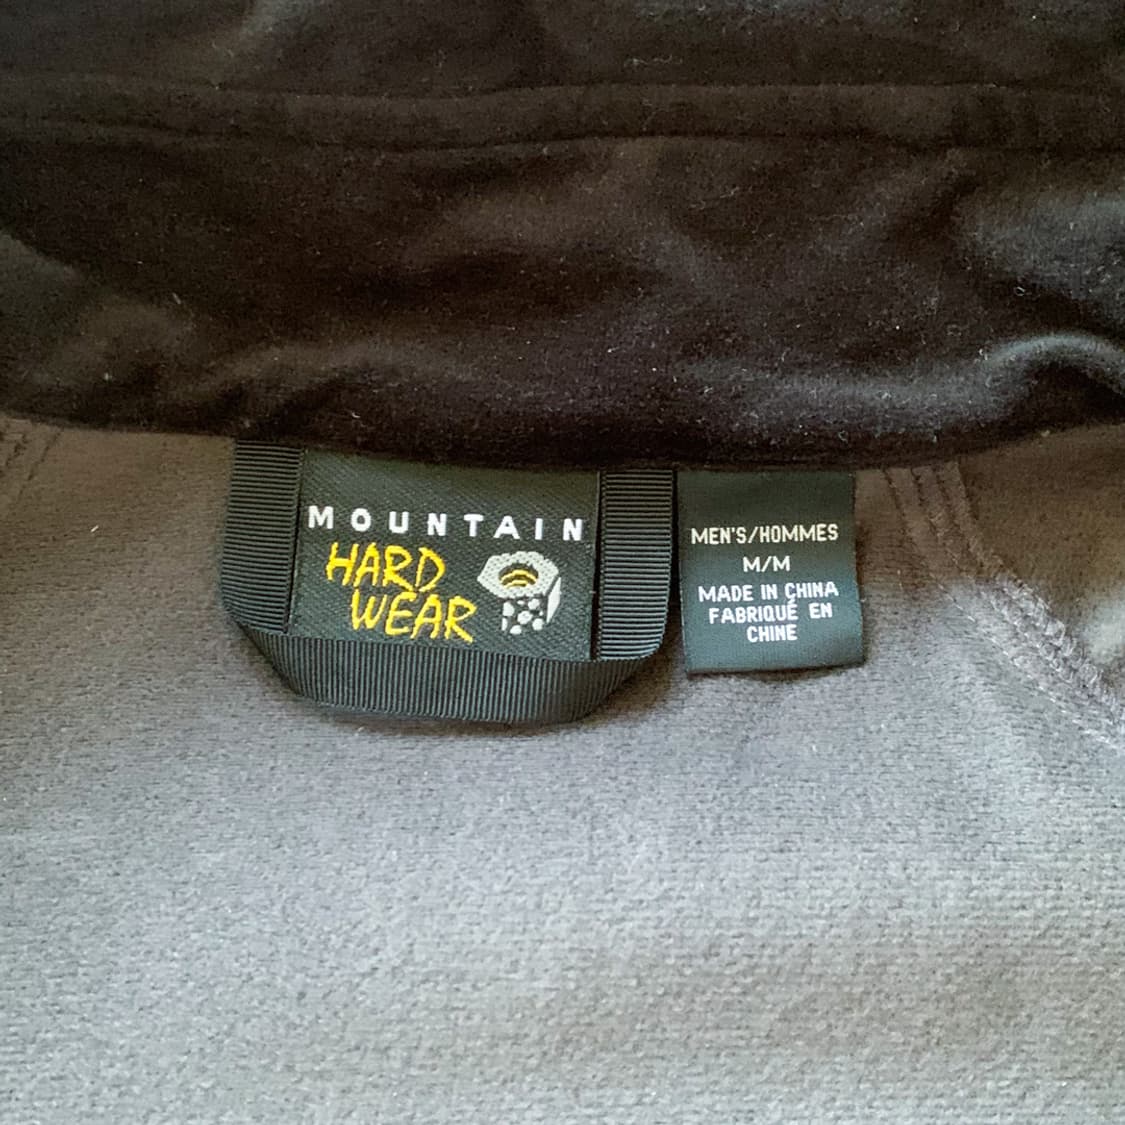 MOUNTAIN
HARD
WEAR
MEN'S/HOMMES
M/M
MADE IN CHINA
FABRIQUÉ EN
CHINE